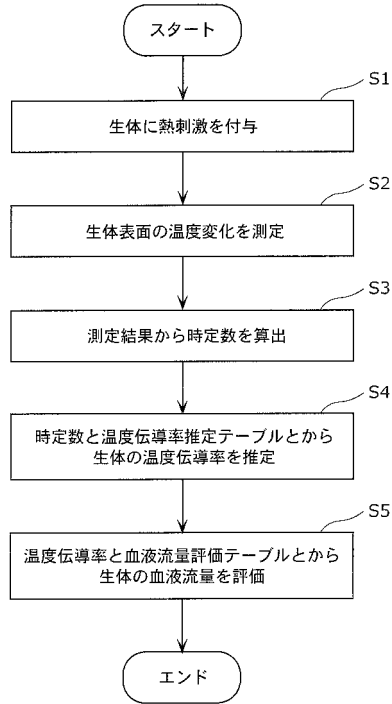 スタート
S1
生体に熱刺激を付与
S2
生体表面の温度変化を測定
S3
測定結果から時定数を算出
S4
時定数と温度伝導率推定テーブルとから
生体の温度伝導率を推定
S5
温度伝導率と血液流量評価テーブルとから
生体の血液流量を評価
エンド